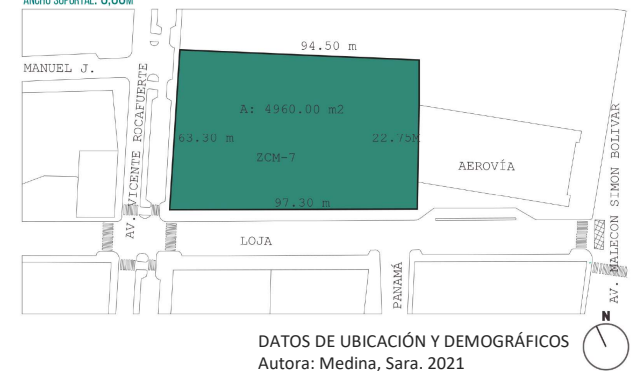 ANCHO SOPORTAL: 6,00M
94.50 m
MANUEL J.
A: 4960.00 m2
63.30 m
22.75M
ZCM-7
AEROVÍA
97.30 m
AV. VICENTE ROCAFUERTE
AV. MALECON SIMON BOLIVAR
LOJA
PANAMÁ
N
DATOS DE UBICACIÓN Y DEMOGRÁFICOS
Autora: Medina, Sara. 2021